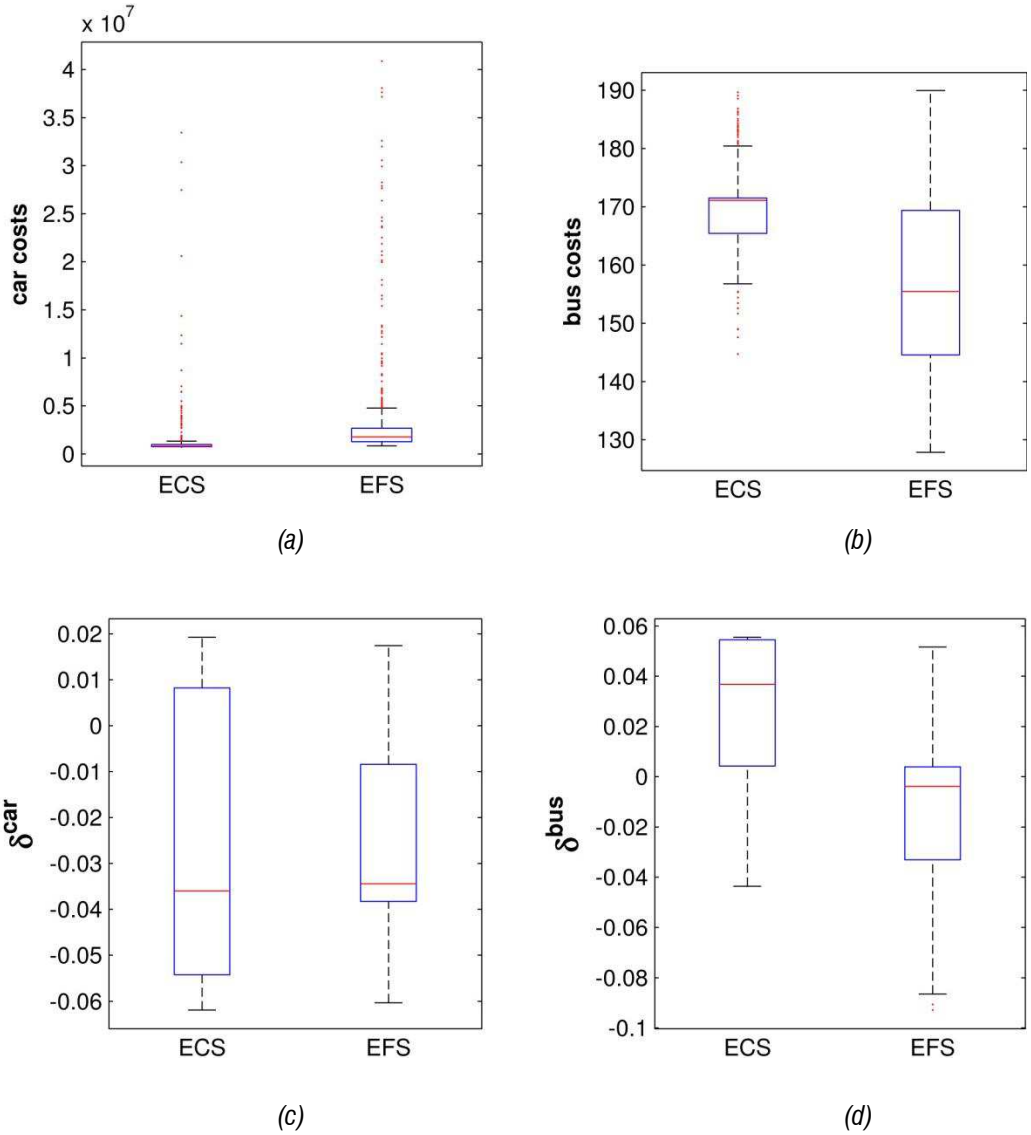 x 10^7
4
3.5
3
2.5
2
1.5
1
0.5
0
car costs
ECS
EFS
(a)
190
180
170
160
150
140
130
bus costs
ECS
EFS
(b)
0.02
0.01
0
-0.01
-0.02
-0.03
-0.04
-0.05
-0.06
δ^car
ECS
EFS
(c)
0.06
0.04
0.02
0
-0.02
-0.04
-0.06
-0.08
-0.1
δ^bus
ECS
EFS
(d)